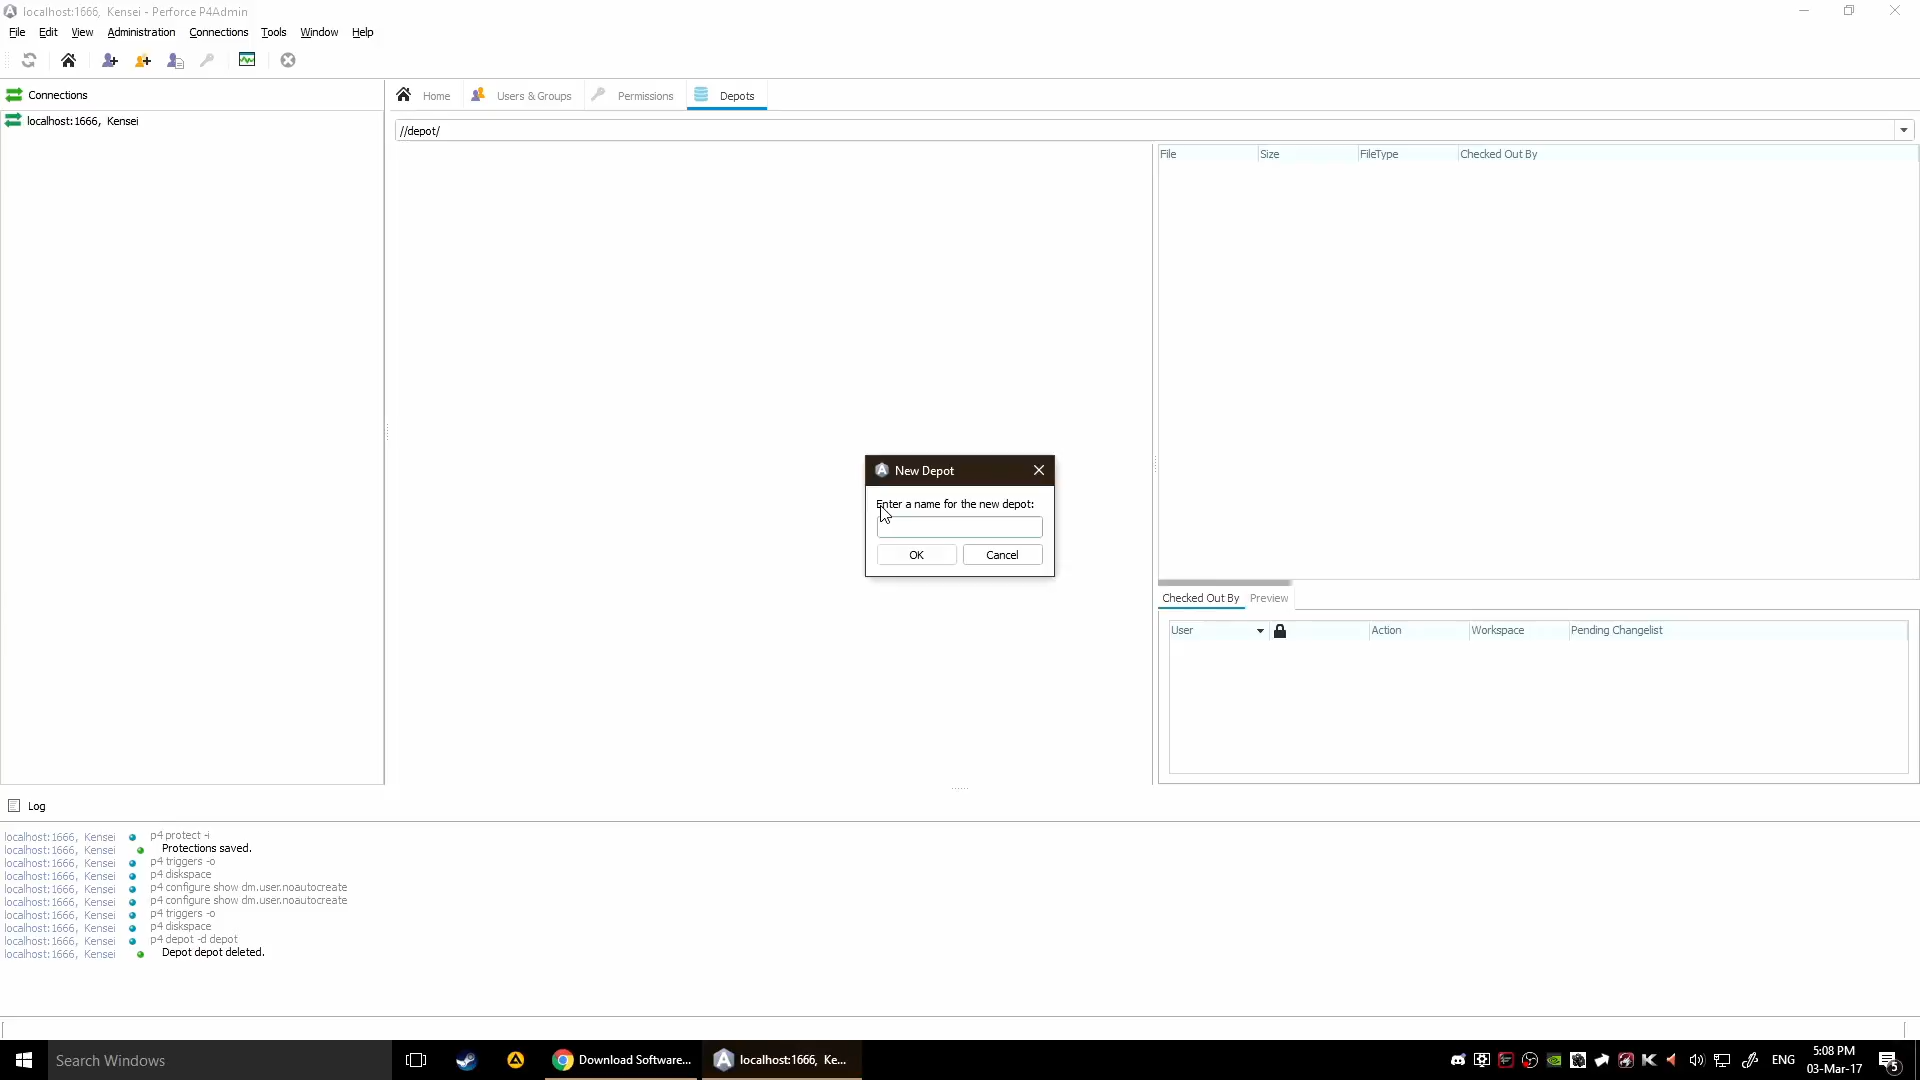 localhost:1666, Kensei - Perforce P4Admin
File Edit View Administration Connections Tools Window Help
Connections
localhost:1666, Kensei
Home Users & Groups Permissions Depots
//depot/
File Size FileType Checked Out By
New Depot
Enter a name for the new depot:
OK Cancel
Checked Out By Preview
User Action Workspace Pending Changelist
Log
localhost:1666, Kensei p4 protect -i
localhost:1666, Kensei Protections saved.
localhost:1666, Kensei p4 triggers -o
localhost:1666, Kensei p4 diskspace
localhost:1666, Kensei p4 configure show dm.user.noautocreate
localhost:1666, Kensei p4 configure show dm.user.noautocreate
localhost:1666, Kensei p4 triggers -o
localhost:1666, Kensei p4 diskspace
localhost:1666, Kensei p4 depot -d depot
localhost:1666, Kensei Depot depot deleted.
Search Windows Download Software... localhost:1666, Ke... ENG 5:08 PM
03-Mar-17 5